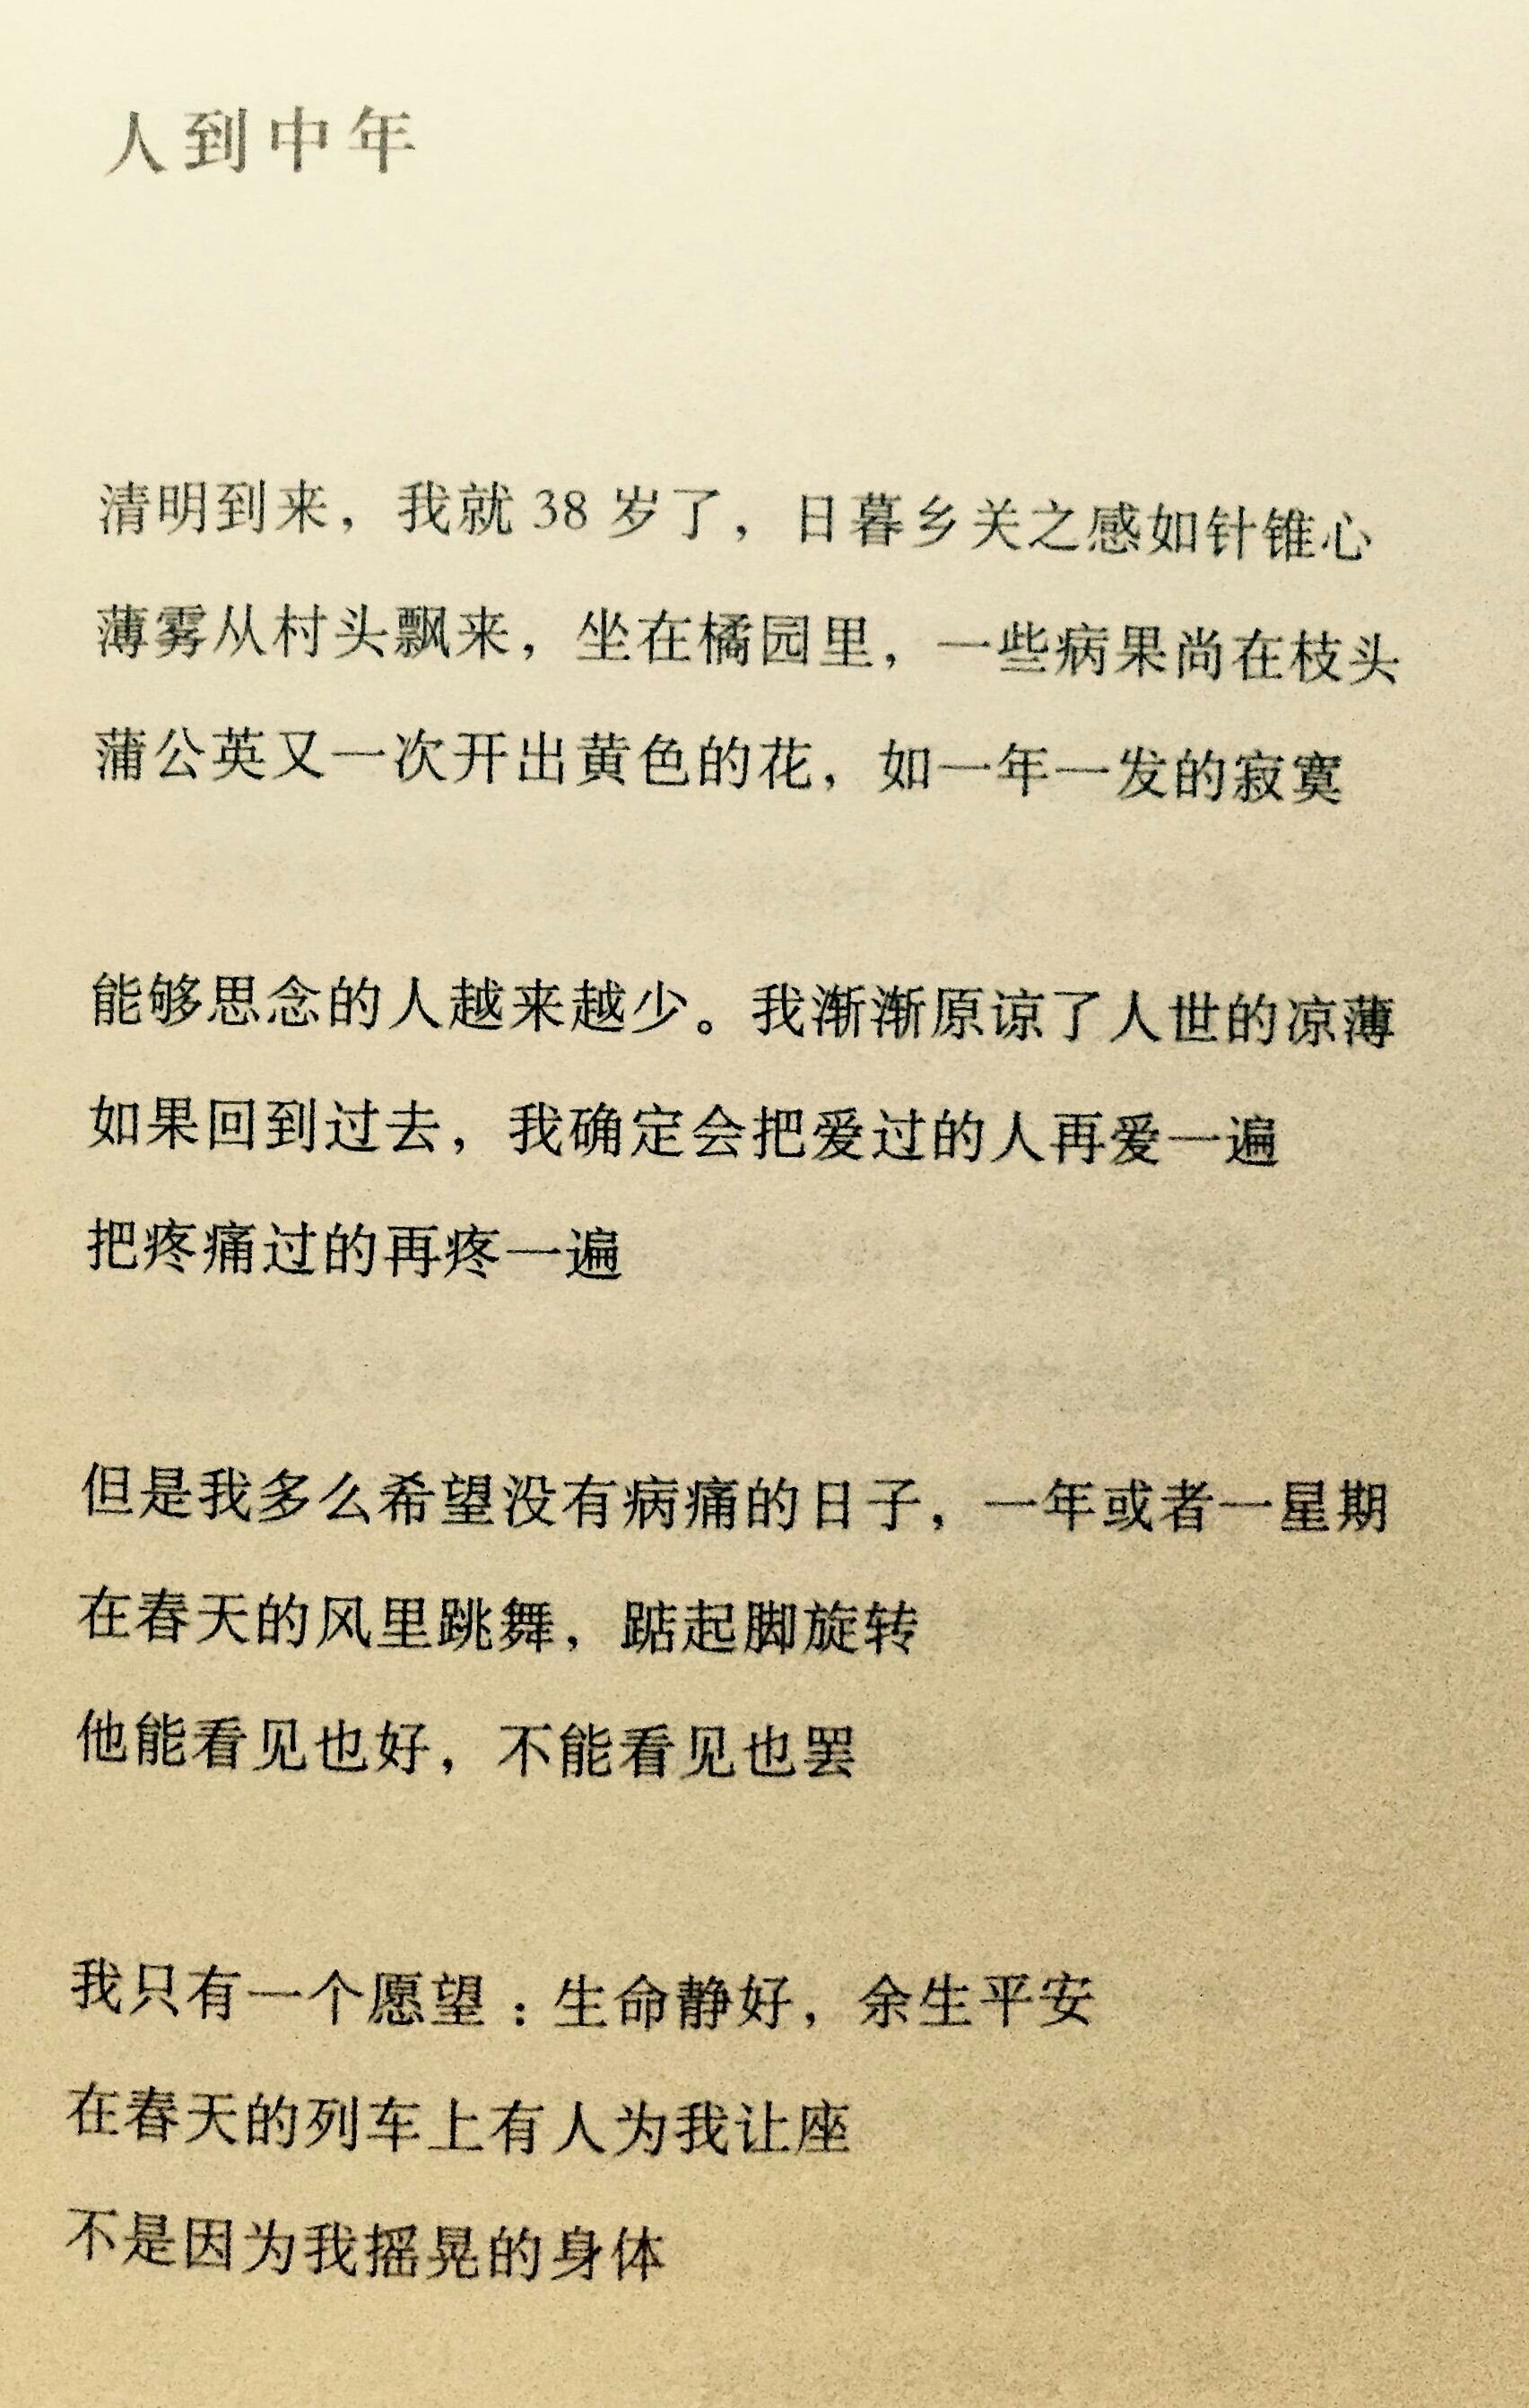 人到中年
清明到来，我就38岁了，日暮乡关之感如针锥心
薄雾从村头飘来，坐在橘园里，一些病果尚在枝头
蒲公英又一次开出黄色的花，如一年一发的寂寞
能够思念的人越来越少。我渐渐原谅了人世的凉薄
如果回到过去，我确定会把爱过的人再爱一遍
把疼痛过的再疼一遍
但是我多么希望没有病痛的日子，一年或者一星期
在春天的风里跳舞，踮起脚旋转
他能看见也好，不能看见也罢
我只有一个愿望：生命静好，余生平安
在春天的列车上有人为我让座
不是因为我摇晃的身体